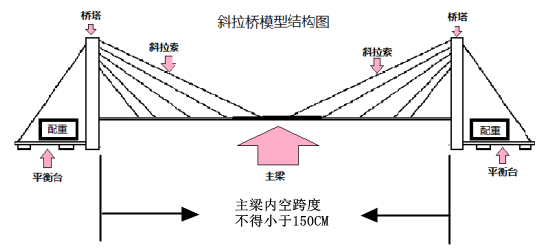 斜拉桥模型结构图
桥塔
桥塔
斜拉索
斜拉索
配重
配重
平衡台
主梁
平衡台
主梁内空跨度
不得小于150CM